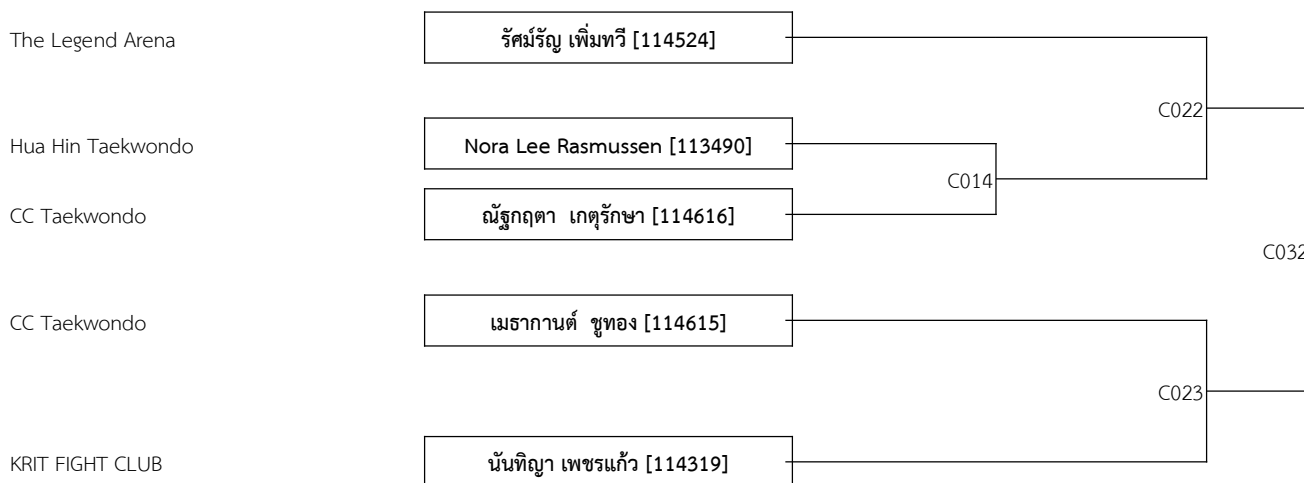 The Legend Arena
รัศม์รัญ เพิ่มทวี [114524]
C022
Hua Hin Taekwondo
Nora Lee Rasmussen [113490]
C014
CC Taekwondo
ณัฐกฤตา เกตุรักษา [114616]
C032
CC Taekwondo
เมธากานต์ ชูทอง [114615]
C023
KRIT FIGHT CLUB
นันทิญา เพชรแก้ว [114319]